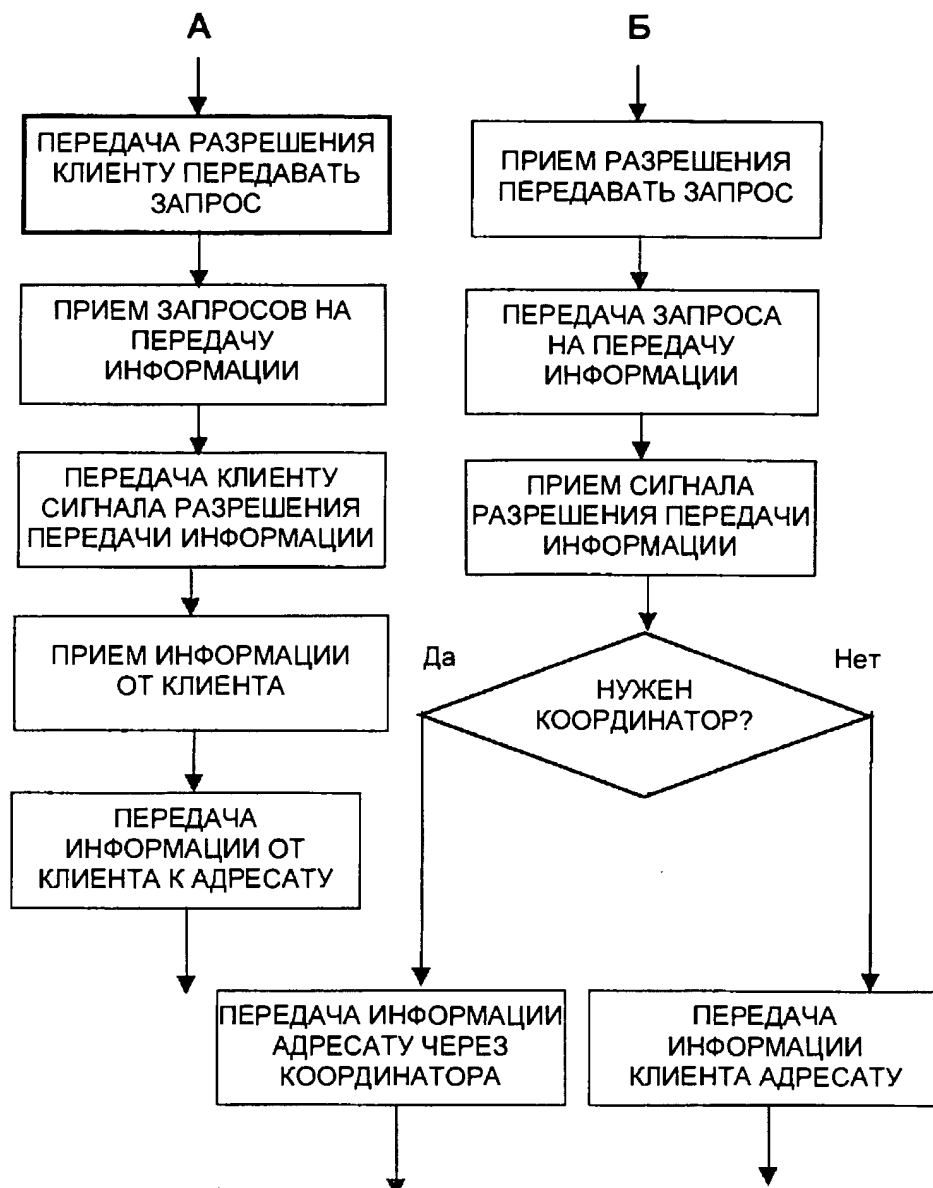 А
ПЕРЕДАЧА РАЗРЕШЕНИЯ
КЛИЕНТУ ПЕРЕДАВАТЬ
ЗАПРОС
ПРИЕМ ЗАПРОСОВ НА
ПЕРЕДАЧУ
ИНФОРМАЦИИ
ПЕРЕДАЧА КЛИЕНТУ
СИГНАЛА РАЗРЕШЕНИЯ
ПЕРЕДАЧИ ИНФОРМАЦИИ
ПРИЕМ ИНФОРМАЦИИ
ОТ КЛИЕНТА
ПЕРЕДАЧА
ИНФОРМАЦИИ ОТ
КЛИЕНТА К АДРЕСАТУ
Б
ПРИЕМ РАЗРЕШЕНИЯ
ПЕРЕДАВАТЬ ЗАПРОС
ПЕРЕДАЧА ЗАПРОСА
НА ПЕРЕДАЧУ
ИНФОРМАЦИИ
ПРИЕМ СИГНАЛА
РАЗРЕШЕНИЯ ПЕРЕДАЧИ
ИНФОРМАЦИИ
Да
Нет
НУЖЕН
КООРДИНАТОР?
ПЕРЕДАЧА ИНФОРМАЦИИ
АДРЕСАТУ ЧЕРЕЗ
КООРДИНАТОРА
ПЕРЕДАЧА
ИНФОРМАЦИИ
КЛИЕНТА АДРЕСАТУ